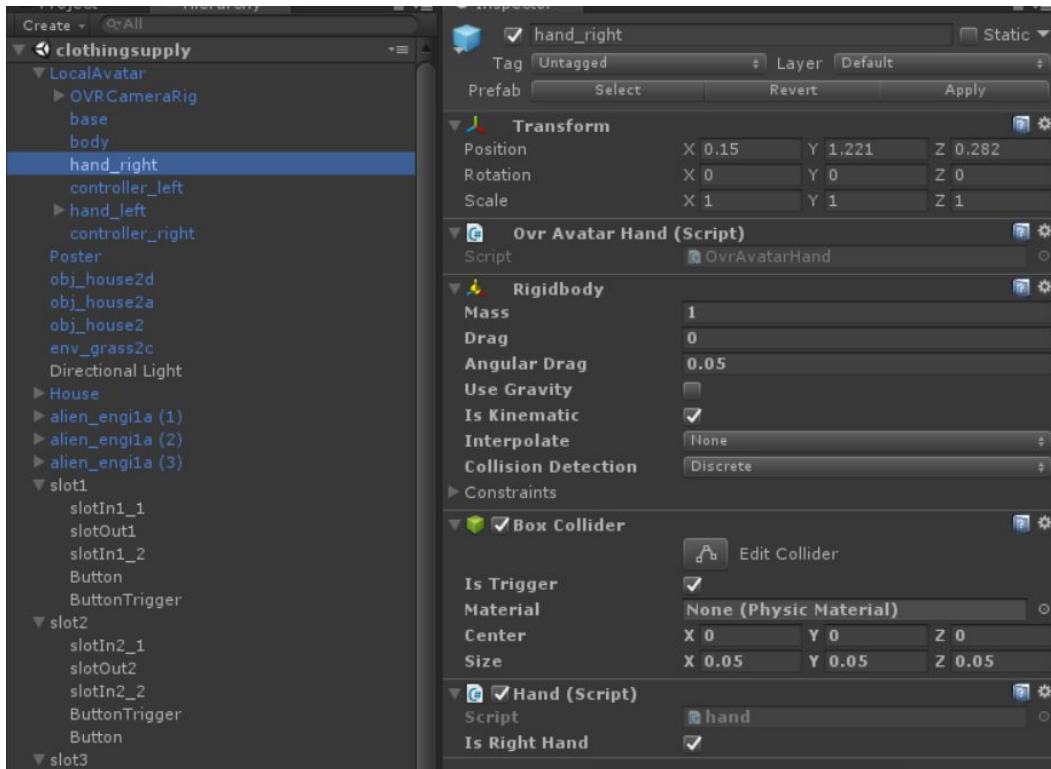 Hierarchy
Create
All
clothingsupply
LocalAvatar
OVRCameraRig
base
body
hand_right
controller_left
hand_left
controller_right
Poster
obj_house2d
obj_house2a
obj_house2
env_grass2c
Directional Light
House
alien_engi1a (1)
alien_engi1a (2)
alien_engi1a (3)
slot1
slotIn1_1
slotOut1
slotIn1_2
Button
ButtonTrigger
slot2
slotIn2_1
slotOut2
slotIn2_2
ButtonTrigger
Button
slot3
Inspector
hand_right Static
Tag Untagged Layer Default
Prefab Select Revert Apply
Transform
Position X 0.15 Y 1.221 Z 0.282
Rotation X 0 Y 0 Z 0
Scale X 1 Y 1 Z 1
Ovr Avatar Hand (Script)
Script OvrAvatarHand
Rigidbody
Mass 1
Drag 0
Angular Drag 0.05
Use Gravity
Is Kinematic
Interpolate None
Collision Detection Discrete
Constraints
Box Collider
Edit Collider
Is Trigger
Material None (Physic Material)
Center X 0 Y 0 Z 0
Size X 0.05 Y 0.05 Z 0.05
Hand (Script)
Script hand
Is Right Hand